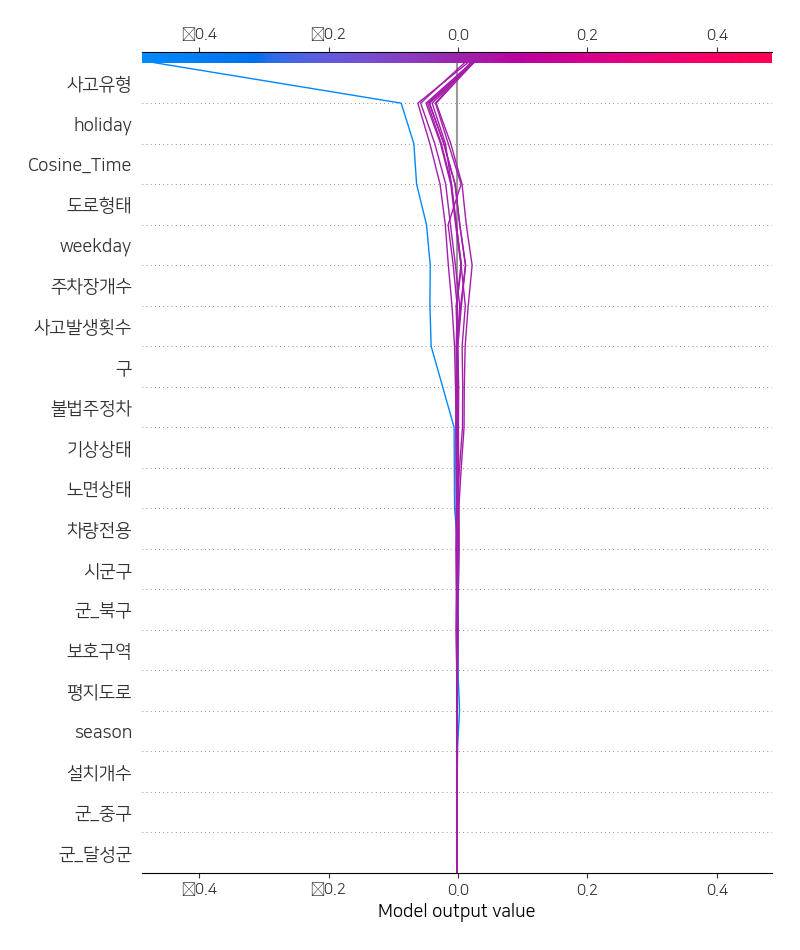 0.4 0.2 0.0 0.2 0.4
사고유형
holiday
Cosine_Time
도로형태
weekday
주차장개수
사고발생횟수
구
불법주정차
기상상태
노면상태
차량전용
시군구
군_북구
보호구역
평지도로
season
설치개수
군_중구
군_달성군
0.4 0.2 0.0 0.2 0.4
Model output value